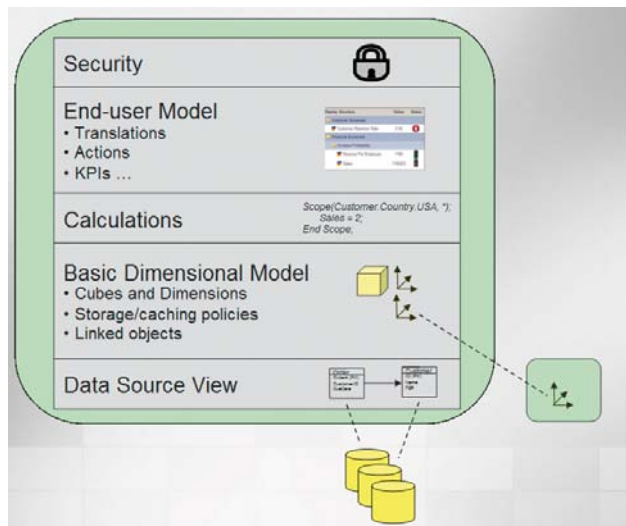 Security
End-user Model
• Translations
• Actions
• KPIs ...
Calculations
Scope(Customer.Country.USA, *);
Sales = 2;
End Scope;
Basic Dimensional Model
• Cubes and Dimensions
• Storage/caching policies
• Linked objects
Data Source View